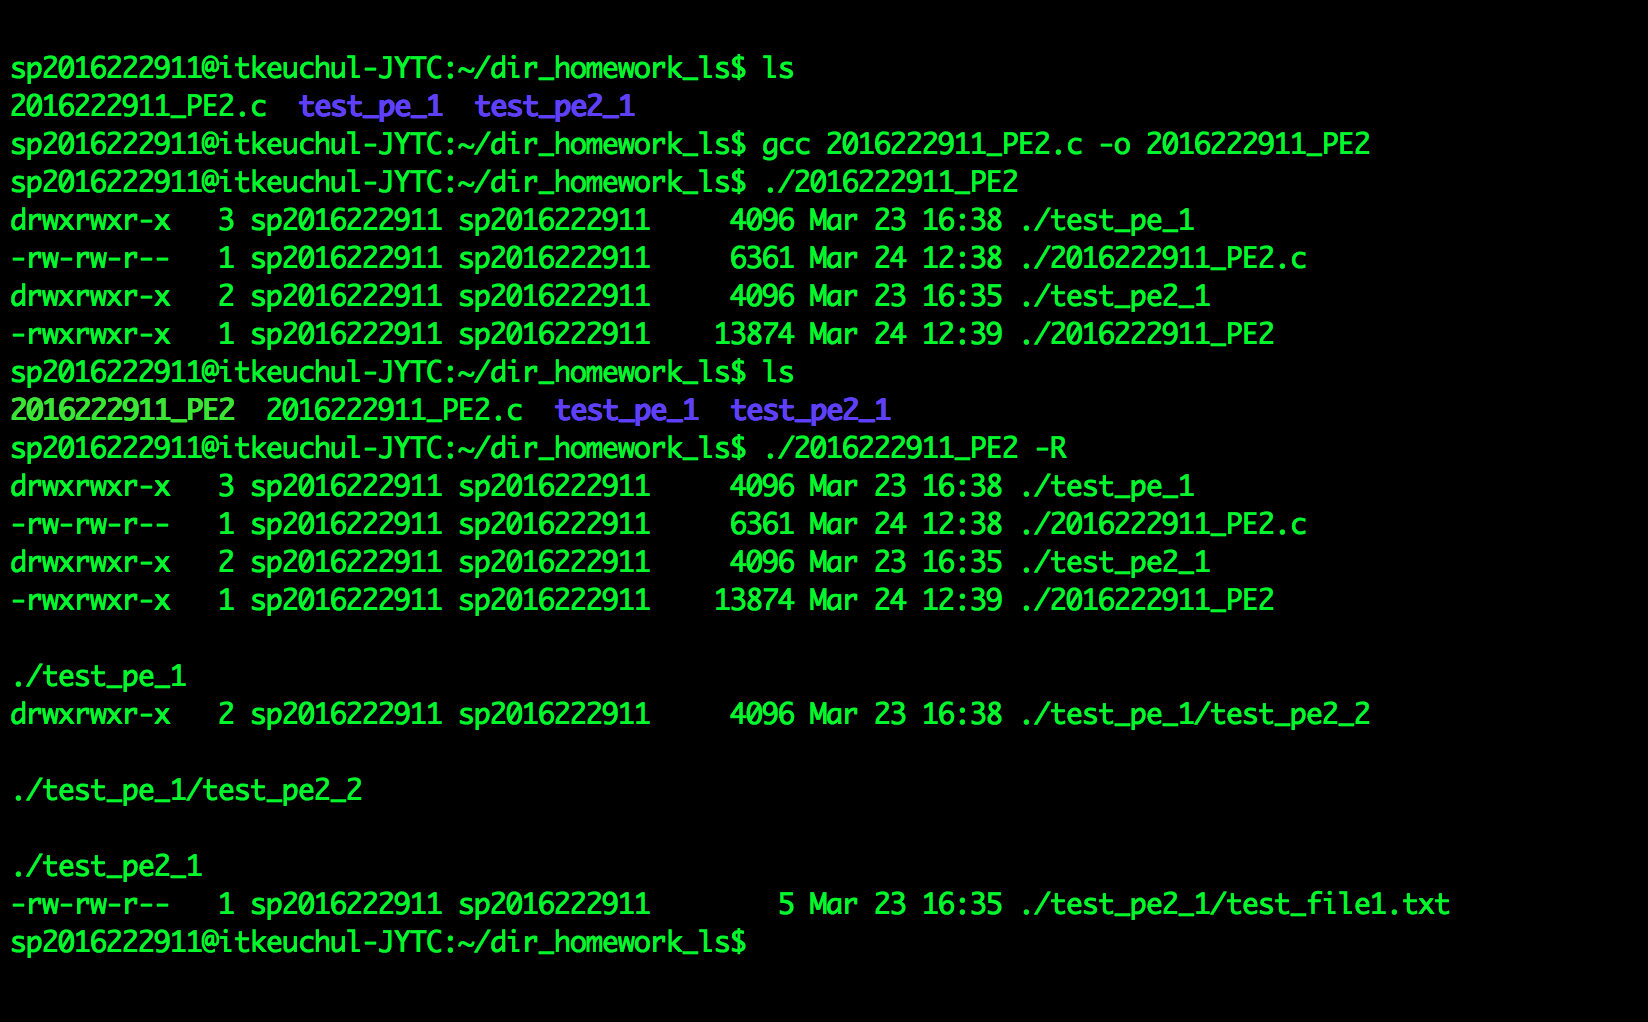 sp2016222911@itkeuchul-JYTC:~/dir_homework_ls$ ls
2016222911_PE2.c  test_pe_1  test_pe2_1
sp2016222911@itkeuchul-JYTC:~/dir_homework_ls$ gcc 2016222911_PE2.c -o 2016222911_PE2
sp2016222911@itkeuchul-JYTC:~/dir_homework_ls$ ./2016222911_PE2
drwxrwxr-x   3 sp2016222911 sp2016222911     4096 Mar 23 16:38 ./test_pe_1
-rw-rw-r--   1 sp2016222911 sp2016222911     6361 Mar 24 12:38 ./2016222911_PE2.c
drwxrwxr-x   2 sp2016222911 sp2016222911     4096 Mar 23 16:35 ./test_pe2_1
-rwxrwxr-x   1 sp2016222911 sp2016222911    13874 Mar 24 12:39 ./2016222911_PE2
sp2016222911@itkeuchul-JYTC:~/dir_homework_ls$ ls
2016222911_PE2  2016222911_PE2.c  test_pe_1  test_pe2_1
sp2016222911@itkeuchul-JYTC:~/dir_homework_ls$ ./2016222911_PE2 -R
drwxrwxr-x   3 sp2016222911 sp2016222911     4096 Mar 23 16:38 ./test_pe_1
-rw-rw-r--   1 sp2016222911 sp2016222911     6361 Mar 24 12:38 ./2016222911_PE2.c
drwxrwxr-x   2 sp2016222911 sp2016222911     4096 Mar 23 16:35 ./test_pe2_1
-rwxrwxr-x   1 sp2016222911 sp2016222911    13874 Mar 24 12:39 ./2016222911_PE2
./test_pe_1
drwxrwxr-x   2 sp2016222911 sp2016222911     4096 Mar 23 16:38 ./test_pe_1/test_pe2_2
./test_pe_1/test_pe2_2
./test_pe2_1
-rw-rw-r--   1 sp2016222911 sp2016222911        5 Mar 23 16:35 ./test_pe2_1/test_file1.txt
sp2016222911@itkeuchul-JYTC:~/dir_homework_ls$